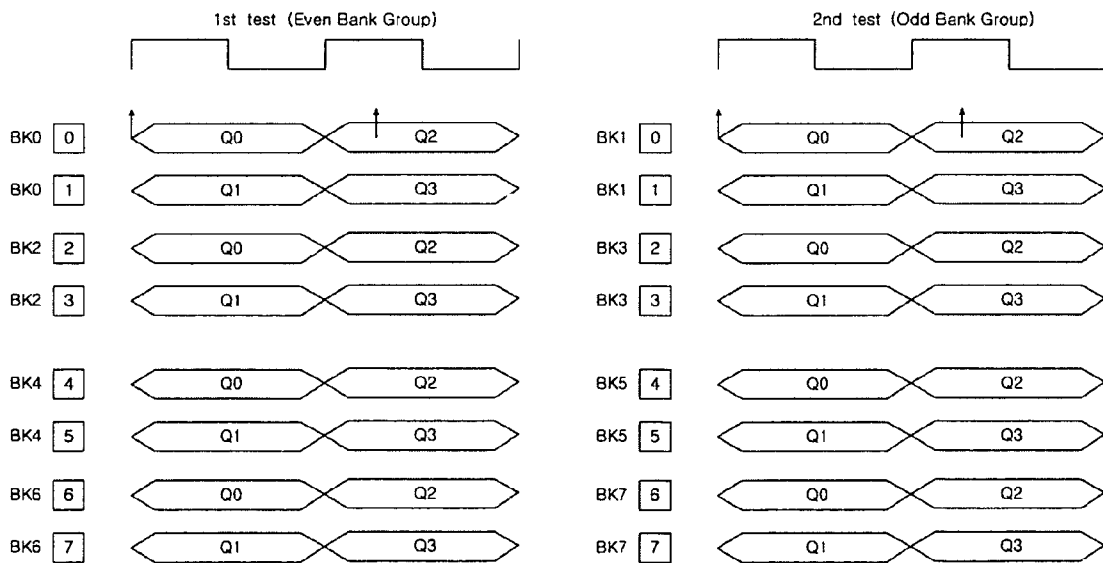 1st test (Even Bank Group)
BK0 0 Q0 Q2
BK0 1 Q1 Q3
BK2 2 Q0 Q2
BK2 3 Q1 Q3
BK4 4 Q0 Q2
BK4 5 Q1 Q3
BK6 6 Q0 Q2
BK6 7 Q1 Q3
2nd test (Odd Bank Group)
BK1 0 Q0 Q2
BK1 1 Q1 Q3
BK3 2 Q0 Q2
BK3 3 Q1 Q3
BK5 4 Q0 Q2
BK5 5 Q1 Q3
BK7 6 Q0 Q2
BK7 7 Q1 Q3